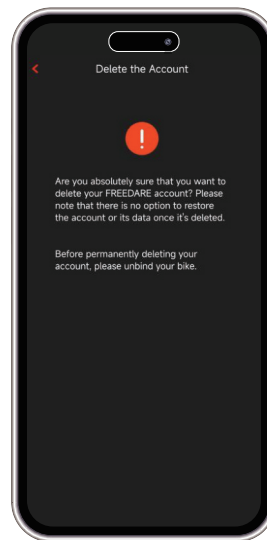 Delete the Account
Are you absolutely sure that you want to
delete your FREEDARE account? Please
note that there is no option to restore
the account or its data once it's deleted.
Before permanently deleting your
account, please unbind your bike.